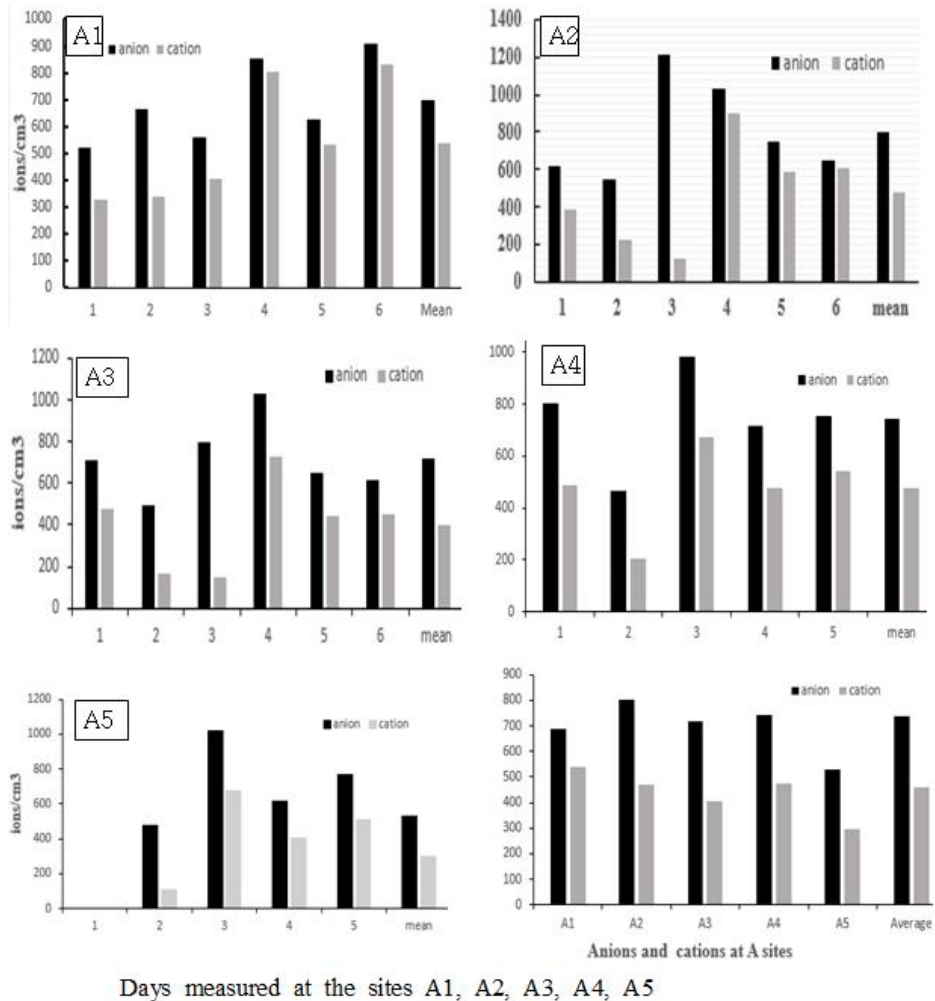 A1
anion cation
1000
900
800
700
600
500
400
300
200
100
0
ions/cm3
1 2 3 4 5 6 Mean
A2
anion cation
1400
1200
1000
800
600
400
200
0
1 2 3 4 5 6 mean
A3
anion cation
1200
1000
800
600
400
200
0
ions/cm3
1 2 3 4 5 6 mean
A4
anion cation
1000
800
600
400
200
0
1 2 3 4 5 mean
A5
anion cation
1200
1000
800
600
400
200
0
ions/cm3
1 2 3 4 5 mean
anion cation
900
800
700
600
500
400
300
200
100
0
A1 A2 A3 A4 A5 Average
Anions and cations at A sites
Days measured at the sites A1, A2, A3, A4, A5